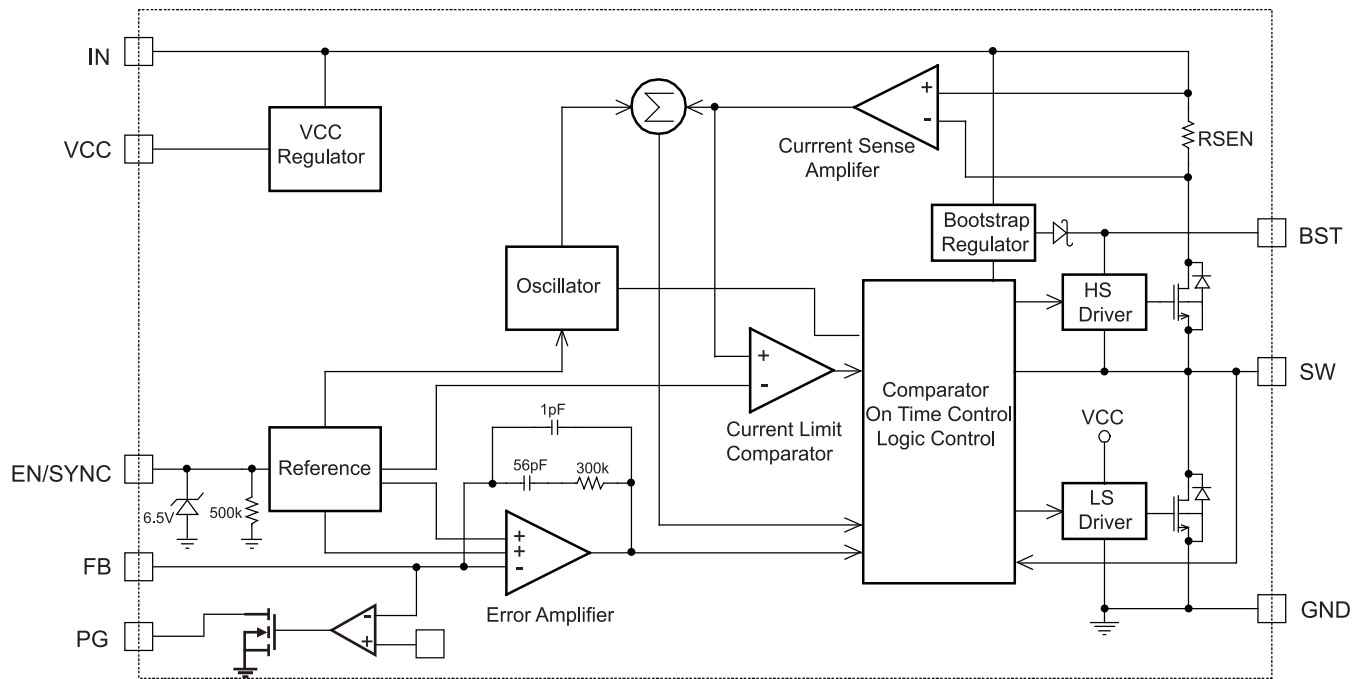 IN
VCC
Regulator
VCC
Σ
+
-
Currrent Sense
Amplifer
RSEN
Bootstrap
Regulator
BST
Oscillator
HS
Driver
+
-
Current Limit
Comparator
Comparator
On Time Control
Logic Control
SW
VCC
1pF
56pF
300k
EN/SYNC
Reference
6.5V
500k
LS
Driver
+
+
-
Error Amplifier
FB
PG
-
+
GND